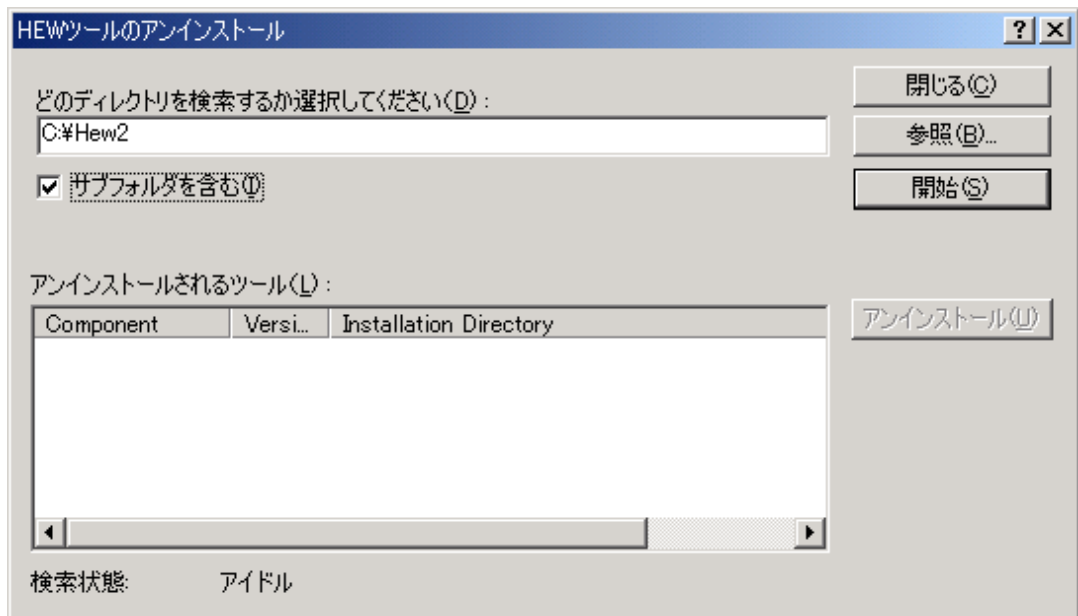 HEWツールのアンインストール
どのディレクトリを検索するか選択してください(D):
C:¥Hew2
サブフォルダを含む(I)
閉じる(C)
参照(B)...
開始(S)
アンインストールされるツール(L):
Component Versi... Installation Directory
アンインストール(U)
検索状態: アイドル